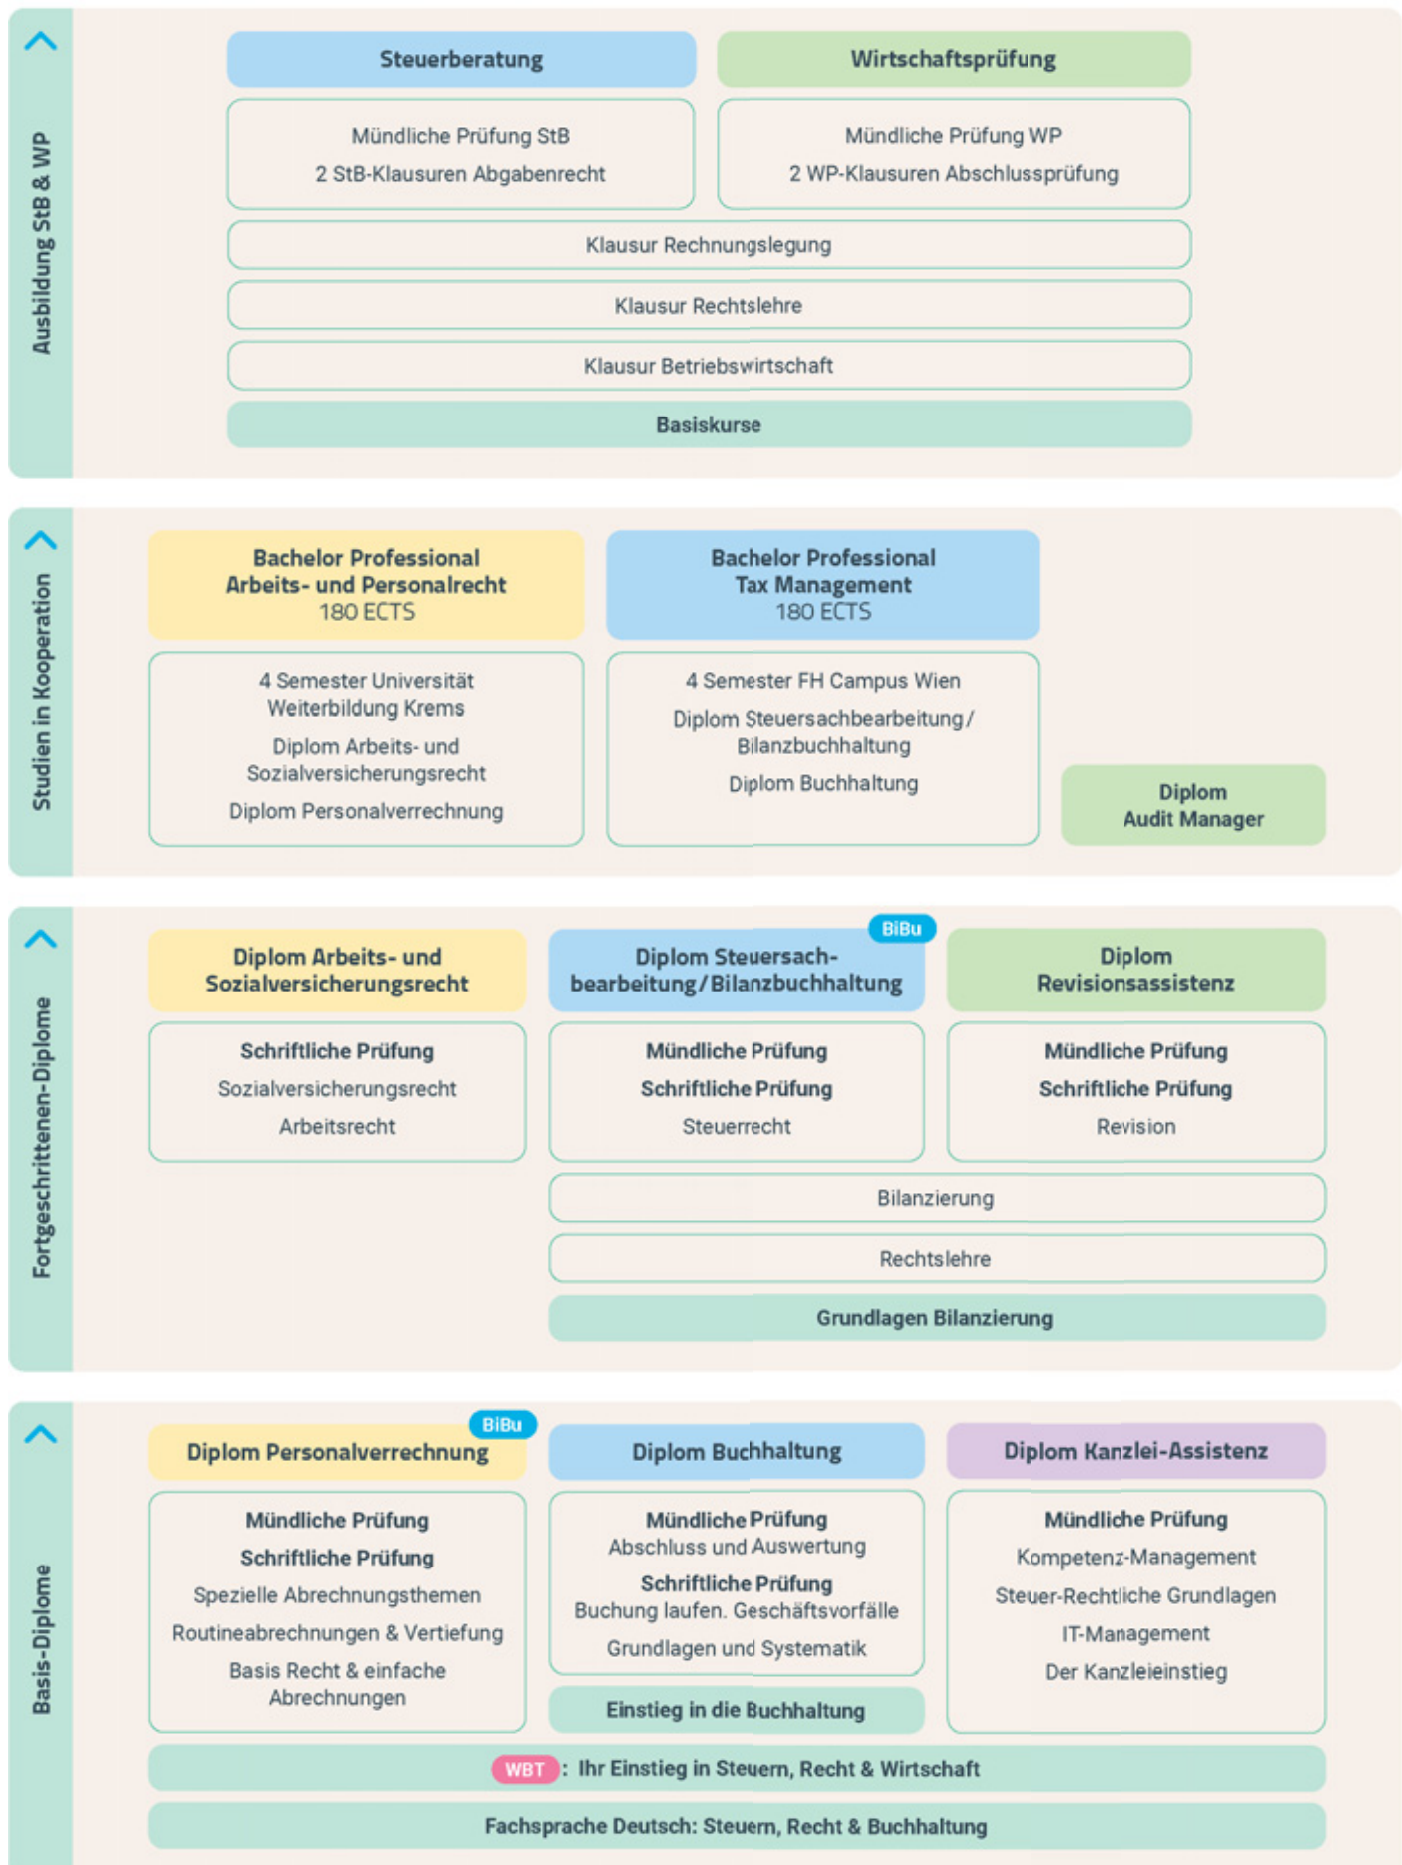 Ausbildung StB & WP
Steuerberatung
Wirtschaftsprüfung
Mündliche Prüfung StB
2 StB-Klausuren Abgabenrecht
Mündliche Prüfung WP
2 WP-Klausuren Abschlussprüfung
Klausur Rechnungslegung
Klausur Rechtslehre
Klausur Betriebswirtschaft
Basiskurse
Studien in Kooperation
Bachelor Professional
Arbeits- und Personalrecht
180 ECTS
4 Semester Universität
Weiterbildung Krems
Diplom Arbeits- und
Sozialversicherungsrecht
Diplom Personalverrechnung
Bachelor Professional
Tax Management
180 ECTS
4 Semester FH Campus Wien
Diplom Steuersachbearbeitung/
Bilanzbuchhaltung
Diplom Buchhaltung
Diplom
Audit Manager
Fortgeschrittenen-Diplome
Diplom Arbeits- und
Sozialversicherungsrecht
Schriftliche Prüfung
Sozialversicherungsrecht
Arbeitsrecht
BiBu
Diplom Steuersach-
bearbeitung/Bilanzbuchhaltung
Mündliche Prüfung
Schriftliche Prüfung
Steuerrecht
Diplom
Revisionsassistenz
Mündliche Prüfung
Schriftliche Prüfung
Revision
Bilanzierung
Rechtslehre
Grundlagen Bilanzierung
Basis-Diplome
BiBu
Diplom Personalverrechnung
Mündliche Prüfung
Schriftliche Prüfung
Spezielle Abrechnungsthemen
Routineabrechnungen & Vertiefung
Basis Recht & einfache
Abrechnungen
Diplom Buchhaltung
Mündliche Prüfung
Abschluss und Auswertung
Schriftliche Prüfung
Buchung laufen. Geschäftsvorfälle
Grundlagen und Systematik
Einstieg in die Buchhaltung
Diplom Kanzlei-Assistenz
Mündliche Prüfung
Kompetenz-Management
Steuer-Rechtliche Grundlagen
IT-Management
Der Kanzleieinstieg
WBT : Ihr Einstieg in Steuern, Recht & Wirtschaft
Fachsprache Deutsch: Steuern, Recht & Buchhaltung